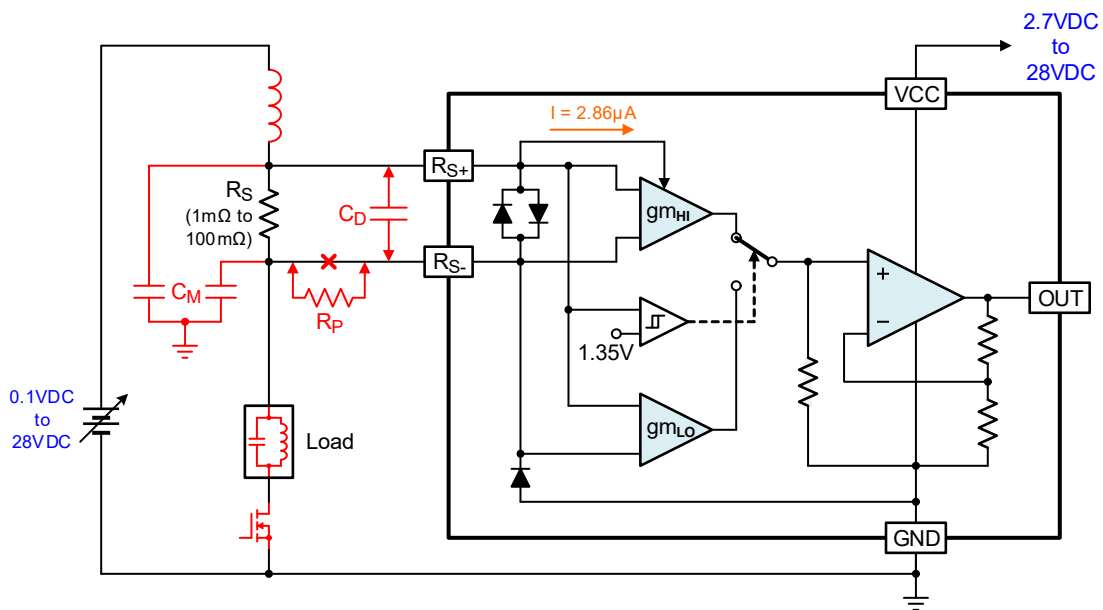 2.7VDC
to
28VDC
VCC
I = 2.86µA
RS+
gmHI
RS
(1mΩ to
100mΩ)
CD
RS-
CM
RP
1.35V
+
−
OUT
0.1VDC
to
28VDC
Load
gmLO
GND